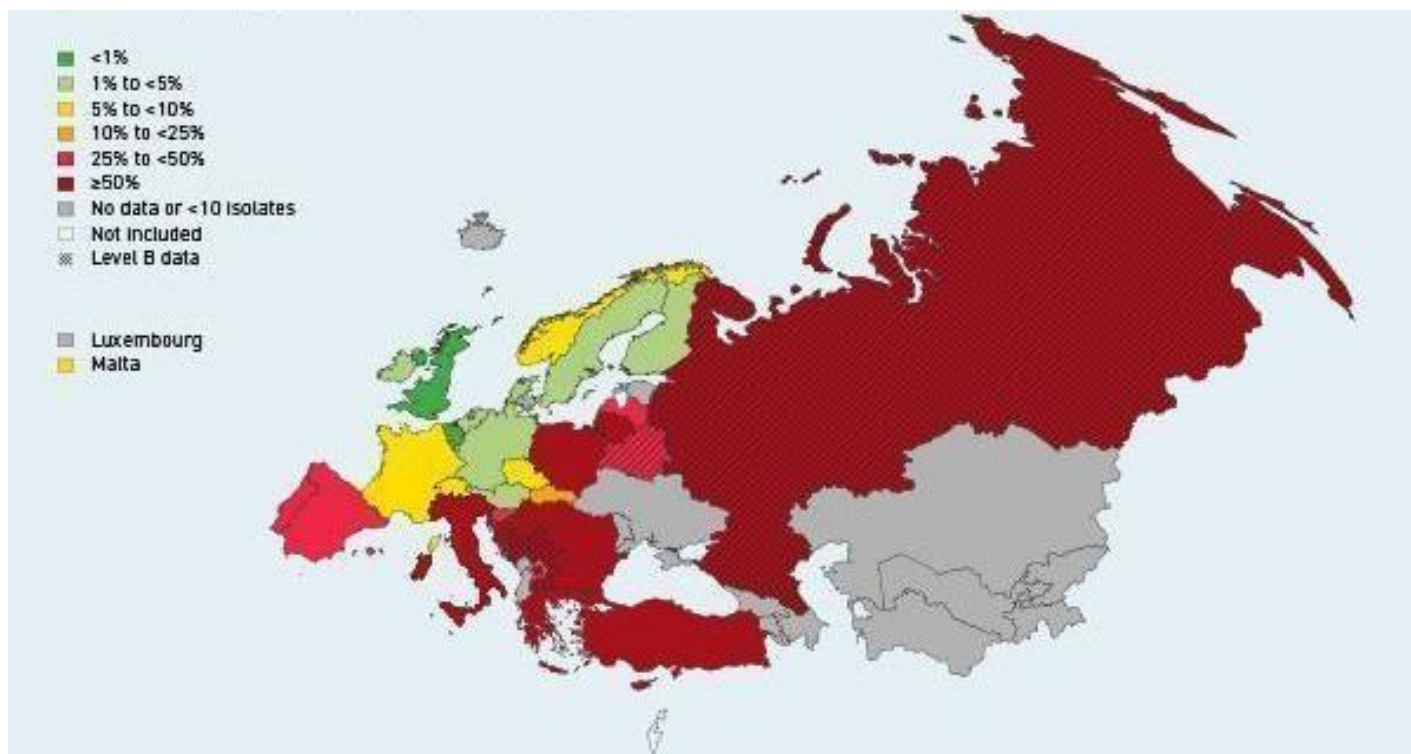 <1%
1% to <5%
5% to <10%
10% to <25%
25% to <50%
≥50%
No data or <10 isolates
Not included
Level B data
Luxembourg
Malta